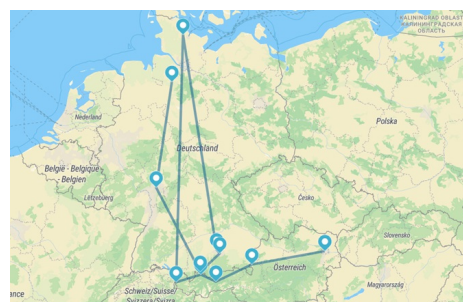 KALININGRAD OBLAST
КАЛИНИНГРАДСКАЯ
ОБЛАСТЬ
Nederland
Polska
Deutschland
België - Belgique
- Belgien
Lëtzebuerg
Česko
Slovensko
Österreich
Schweiz/Suisse/
Svizzera/Svizra
Magyarország
ance